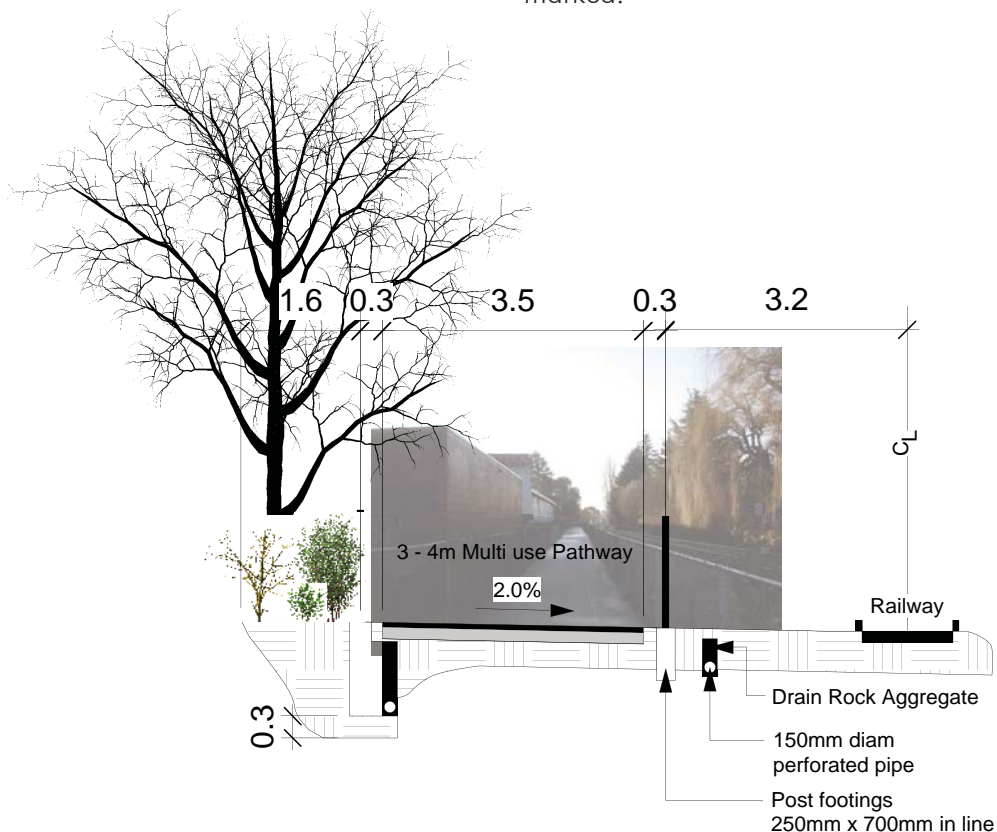 marked.
1.6 0.3 3.5 0.3 3.2
CL
3 - 4m Multi use Pathway
2.0%
Railway
0.3
Drain Rock Aggregate
150mm diam
perforated pipe
Post footings
250mm x 700mm in line